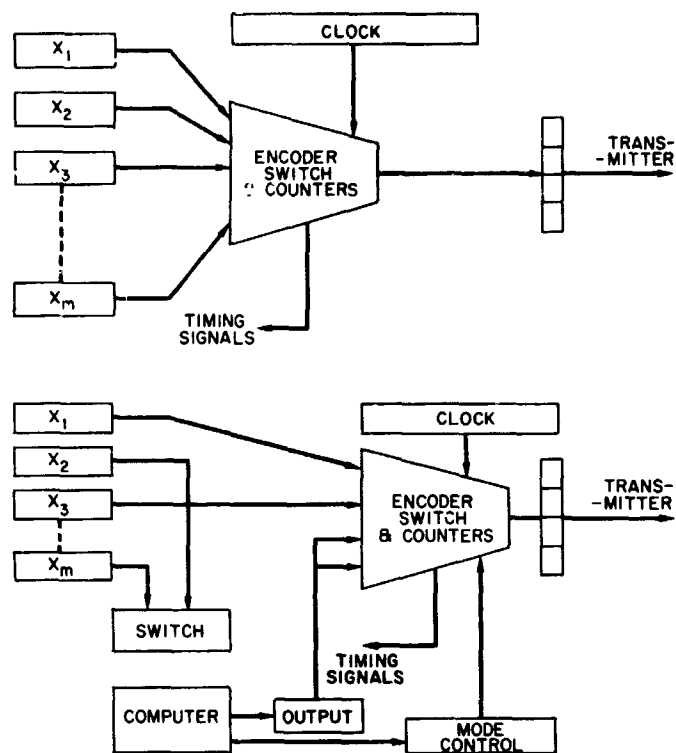 CLOCK
X1
X2
X3
Xm
ENCODER
SWITCH
& COUNTERS
TRANS-
-MITTER
TIMING
SIGNALS
X1
X2
X3
Xm
CLOCK
ENCODER
SWITCH
& COUNTERS
TRANS-
-MITTER
SWITCH
TIMING
SIGNALS
COMPUTER
OUTPUT
MODE
CONTROL